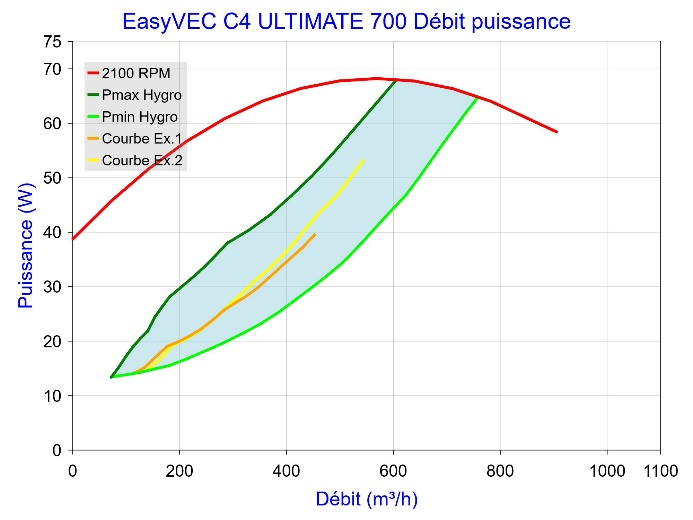 EasyVEC C4 ULTIMATE 700 Débit puissance
75
70
60
50
40
30
20
10
0
Puissance (W)
2100 RPM
Pmax Hygro
Pmin Hygro
Courbe Ex.1
Courbe Ex.2
0 200 400 600 800 1000 1100
Débit (m³/h)